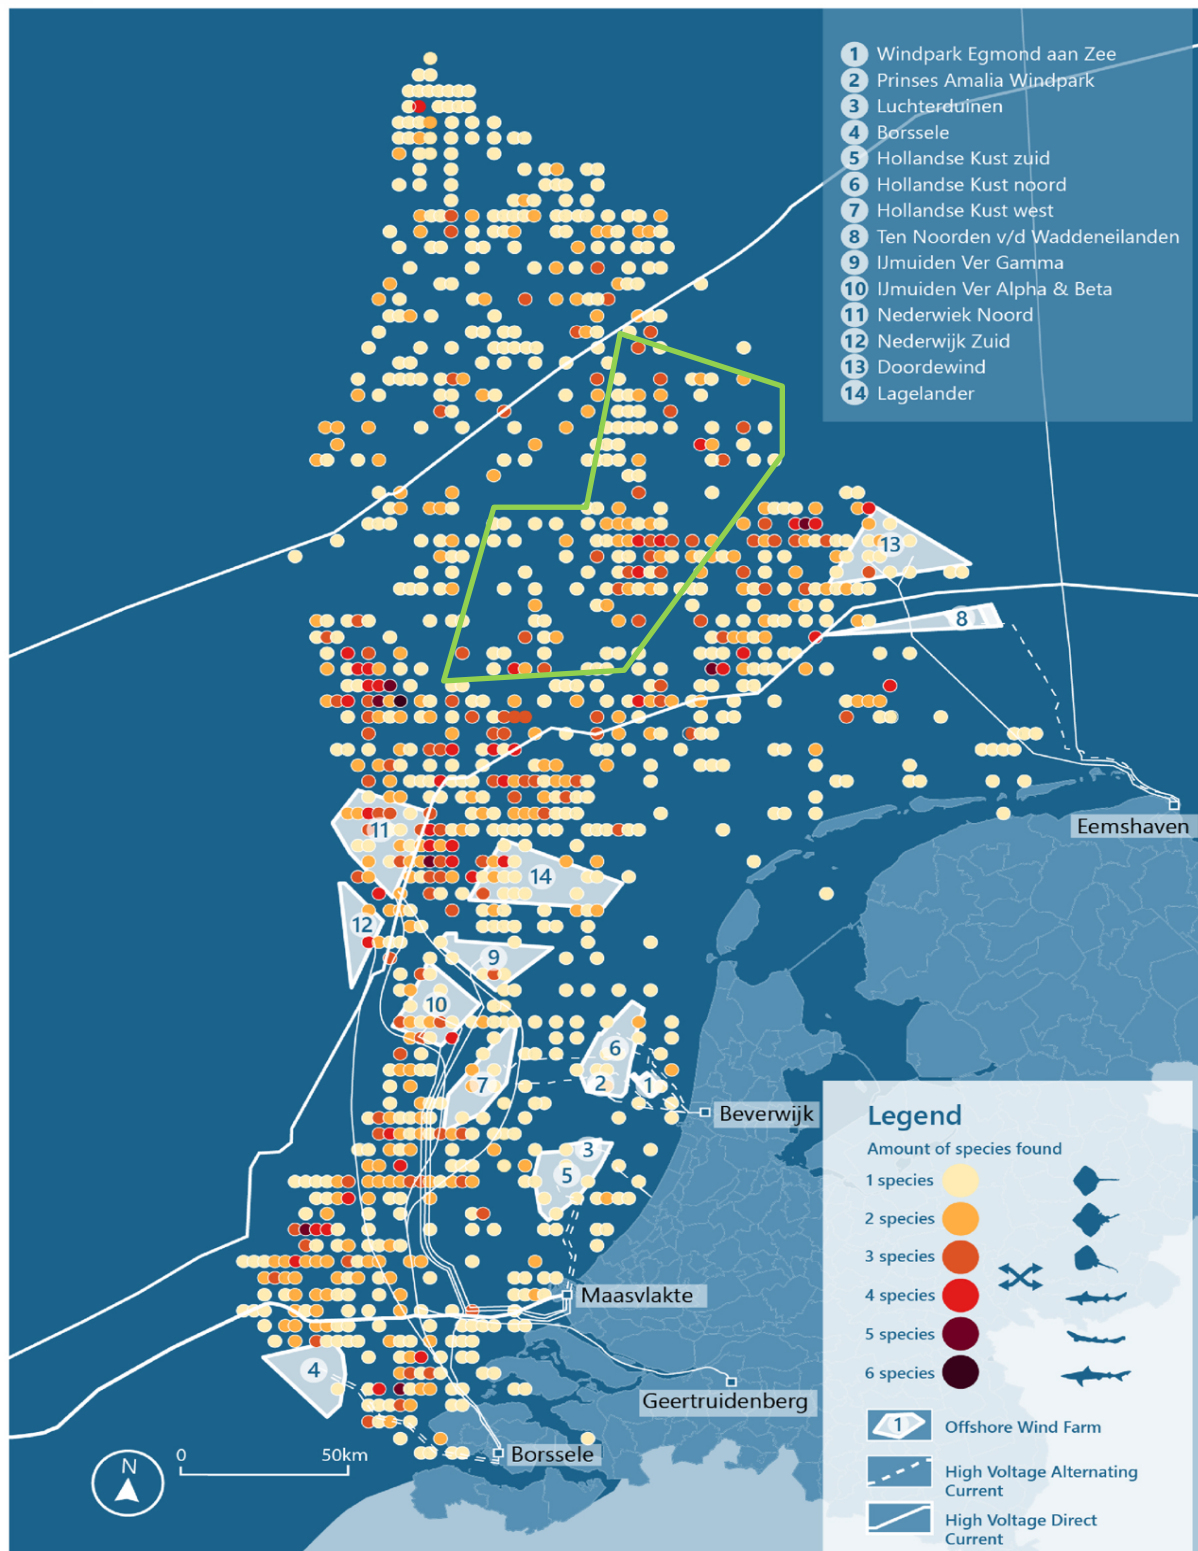 1 Windpark Egmond aan Zee
2 Prinses Amalia Windpark
3 Luchterduinen
4 Borssele
5 Hollandse Kust zuid
6 Hollandse Kust noord
7 Hollandse Kust west
8 Ten Noorden v/d Waddeneilanden
9 IJmuiden Ver Gamma
10 IJmuiden Ver Alpha & Beta
11 Nederwiek Noord
12 Nederwijk Zuid
13 Doordewind
14 Lagelander
13
8
Eemshaven
11
14
12
9
10
6
7
2
1
Beverwijk
3
5
Maasvlakte
4
Geertruidenberg
Borssele
N
0 50km
Legend
Amount of species found
1 species
2 species
3 species
4 species
5 species
6 species
1 Offshore Wind Farm
High Voltage Alternating
Current
High Voltage Direct
Current